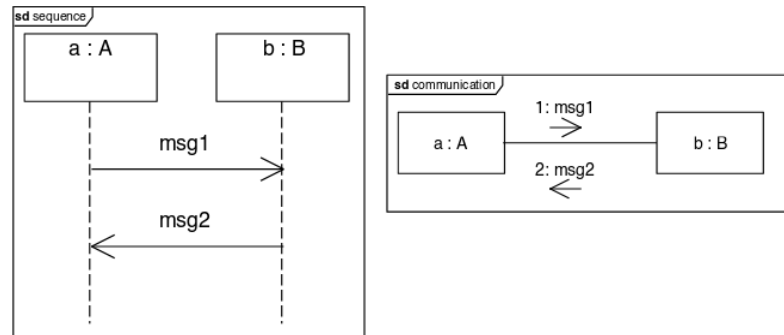 sd sequence
a : A
b : B
msg1
msg2
sd communication
1: msg1
a : A
b : B
2: msg2